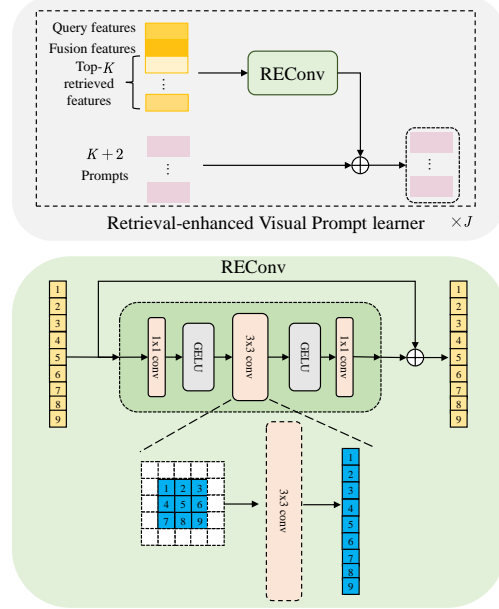 Query features
Fusion features
Top-K
retrieved
features
⋮
⋮
REConv
K + 2
Prompts
⋮
⋮
Retrieval-enhanced Visual Prompt learner ×J
REConv
1
2
3
4
5
6
7
8
9
1x1 conv
GELU
3x3 conv
GELU
1x1 conv
1
2
3
4
5
6
7
8
9
1 2 3
4 5 6
7 8 9
3x3 conv
1
2
3
4
5
6
7
8
9